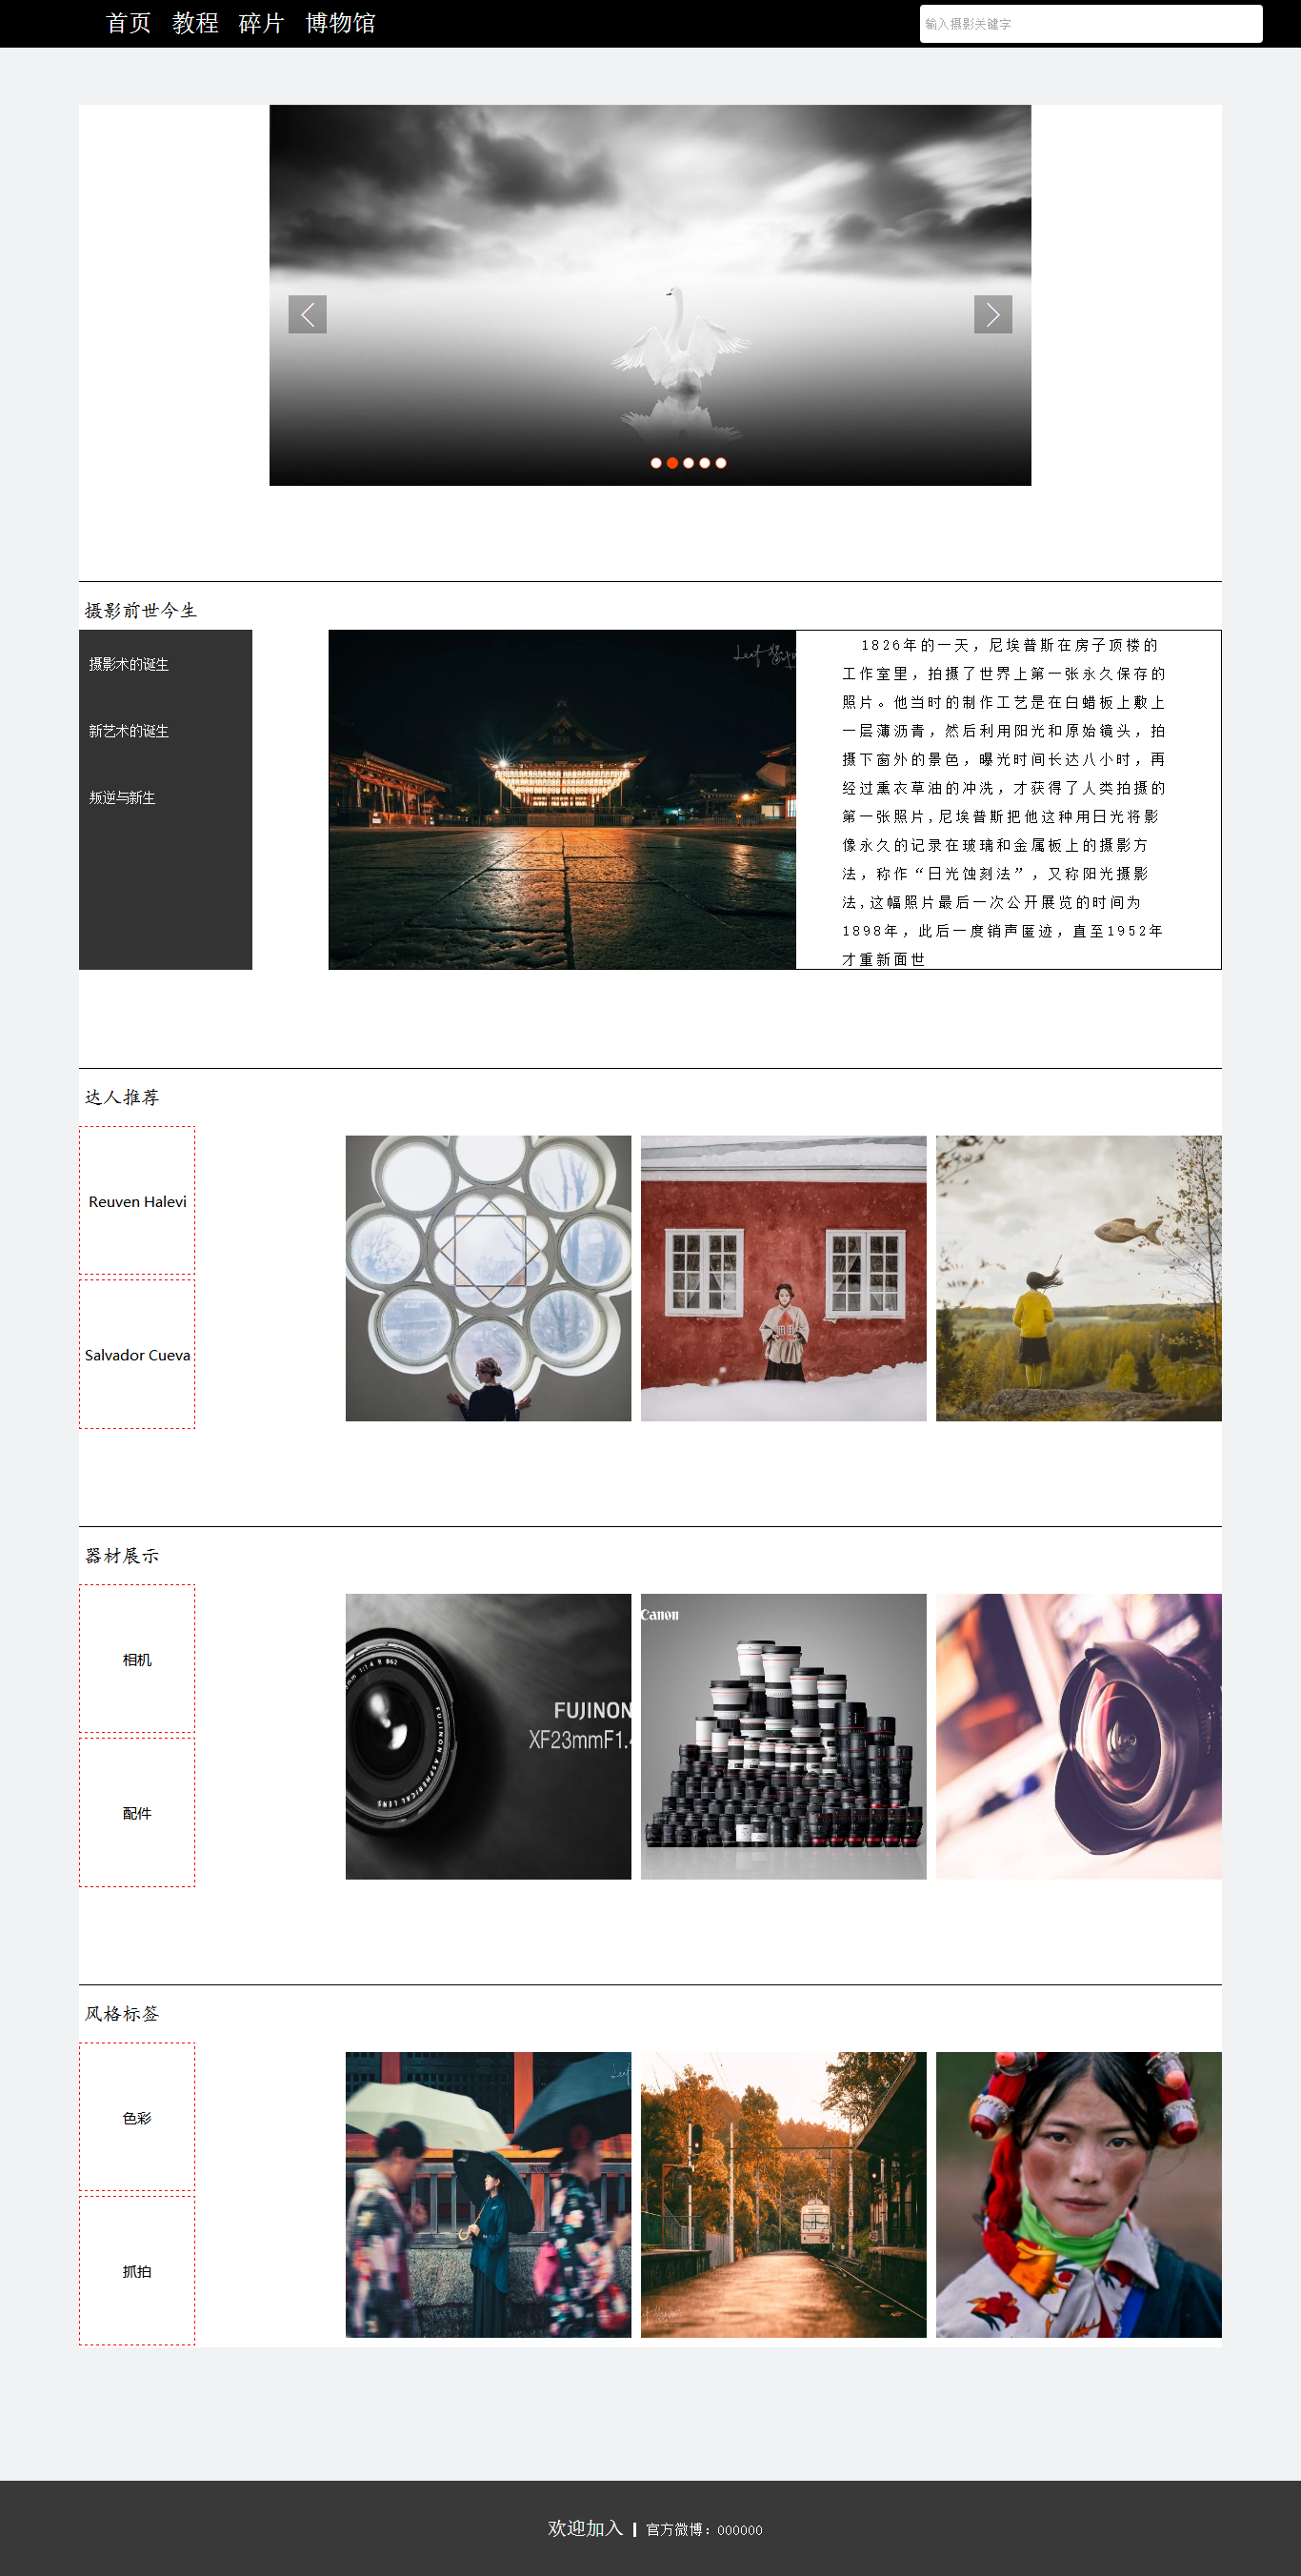 首页 教程 碎片 博物馆
输入摄影关键字
摄影前世今生
摄影术的诞生
新艺术的诞生
叛逆与新生
1826年的一天，尼埃普斯在房子顶楼的
工作室里，拍摄了世界上第一张永久保存的
照片。他当时的制作工艺是在白蜡板上敷上
一层薄沥青，然后利用阳光和原始镜头，拍
摄下窗外的景色，曝光时间长达八小时，再
经过熏衣草油的冲洗，才获得了人类拍摄的
第一张照片,尼埃普斯把他这种用日光将影
像永久的记录在玻璃和金属板上的摄影方
法，称作“日光蚀刻法”，又称阳光摄影
法,这幅照片最后一次公开展览的时间为
1898年，此后一度销声匿迹，直至1952年
才重新面世
达人推荐
Reuven Halevi
Salvador Cueva
器材展示
相机
配件
FUJINON
XF23mmF1.4
FUJINON ASPHERICAL LENS
Canon
风格标签
色彩
抓拍
欢迎加入 | 官方微博：000000